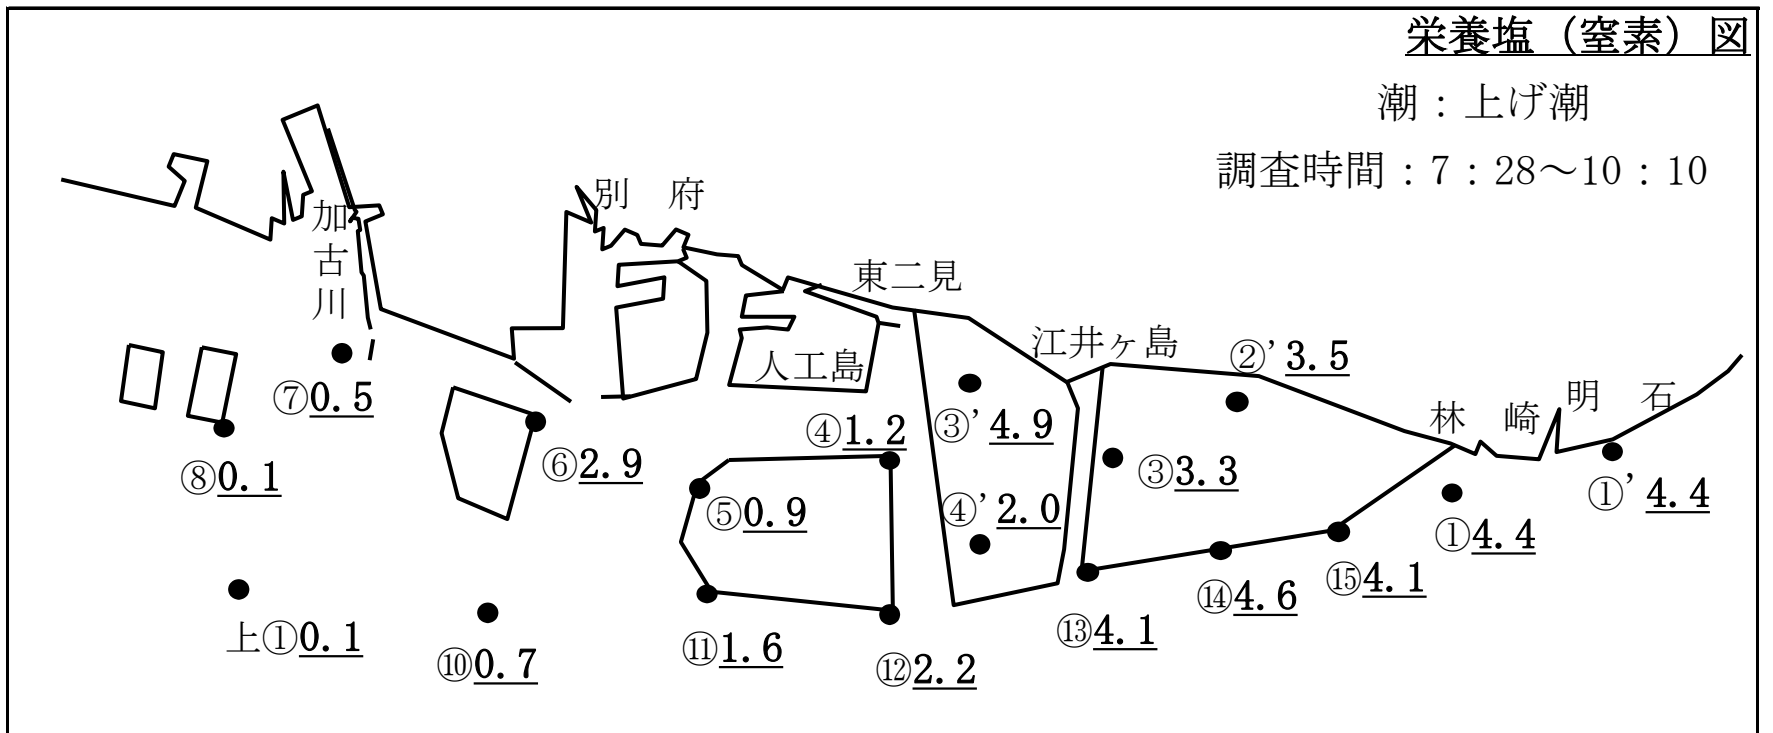 栄養塩（窒素）図
潮：上げ潮
調査時間：7：28～10：10
別　府
加古川
東二見
江井ヶ島
②’3.5
人工島
林　崎
明　石
⑦0.5
④1.2
③’4.9
⑧0.1
⑥2.9
③3.3
①’4.4
⑤0.9
④’2.0
①4.4
⑮4.1
⑭4.6
上①0.1
⑬4.1
⑩0.7
⑪1.6
⑫2.2